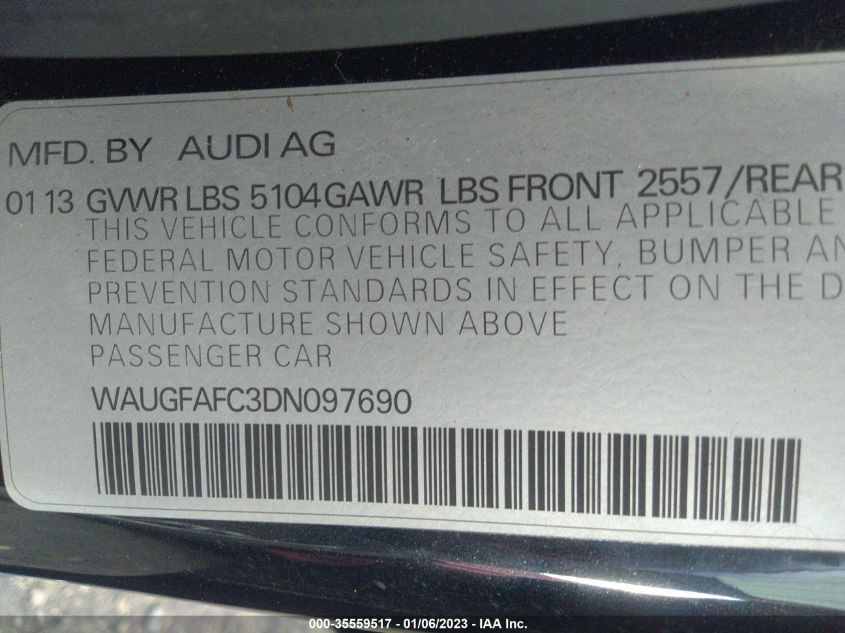 MFD. BY AUDI AG
01 13 GVWR LBS 5104 GAWR LBS FRONT 2557/REAR
THIS VEHICLE CONFORMS TO ALL APPLICABLE
FEDERAL MOTOR VEHICLE SAFETY, BUMPER AN
PREVENTION STANDARDS IN EFFECT ON THE D
MANUFACTURE SHOWN ABOVE
PASSENGER CAR
WAUGFAFC3DN097690
000-35559517 - 01/06/2023 - IAA Inc.